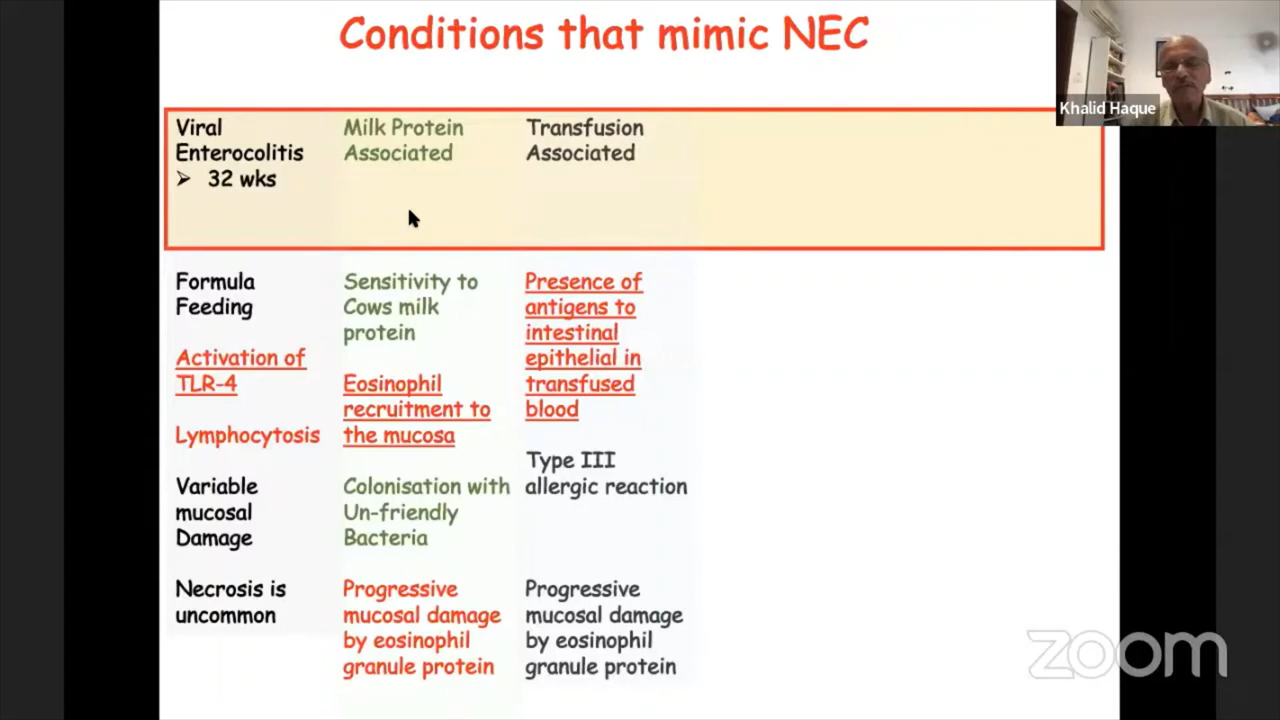 Conditions that mimic NEC
Khalid Haque
Viral
Enterocolitis
➢ 32 wks
Milk Protein
Associated
Transfusion
Associated
Formula
Feeding
Activation of
TLR-4
Lymphocytosis
Variable
mucosal
Damage
Necrosis is
uncommon
Sensitivity to
Cows milk
protein
Eosinophil
recruitment to
the mucosa
Colonisation with
Un-friendly
Bacteria
Progressive
mucosal damage
by eosinophil
granule protein
Presence of
antigens to
intestinal
epithelial in
transfused
blood
Type III
allergic reaction
Progressive
mucosal damage
by eosinophil
granule protein
zoom